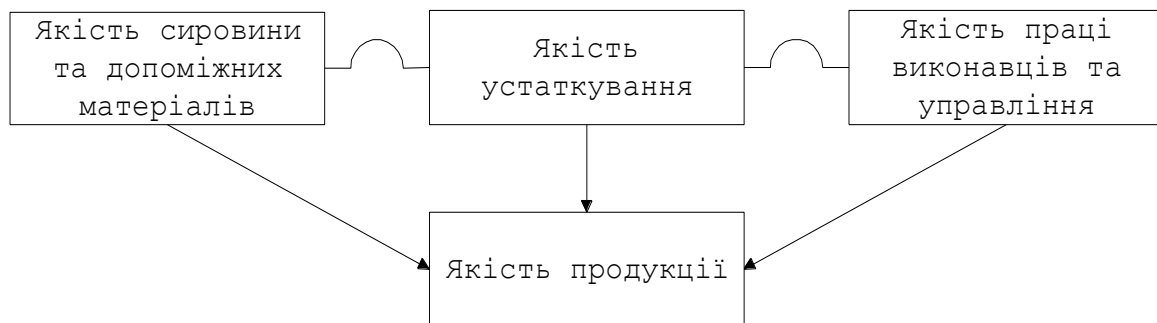 Якість сировини
та допоміжних
матеріалів
Якість
устаткування
Якість праці
виконавців та
управління
Якість продукції